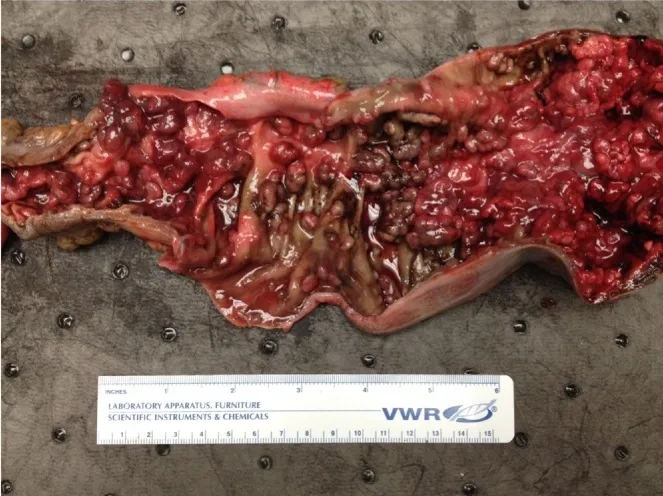 INCHES 1 2 3 4 5 6
LABORATORY APPARATUS, FURNITURE
SCIENTIFIC INSTRUMENTS & CHEMICALS
VWR
1 2 3 4 5 6 7 8 9 10 11 12 13 14 15